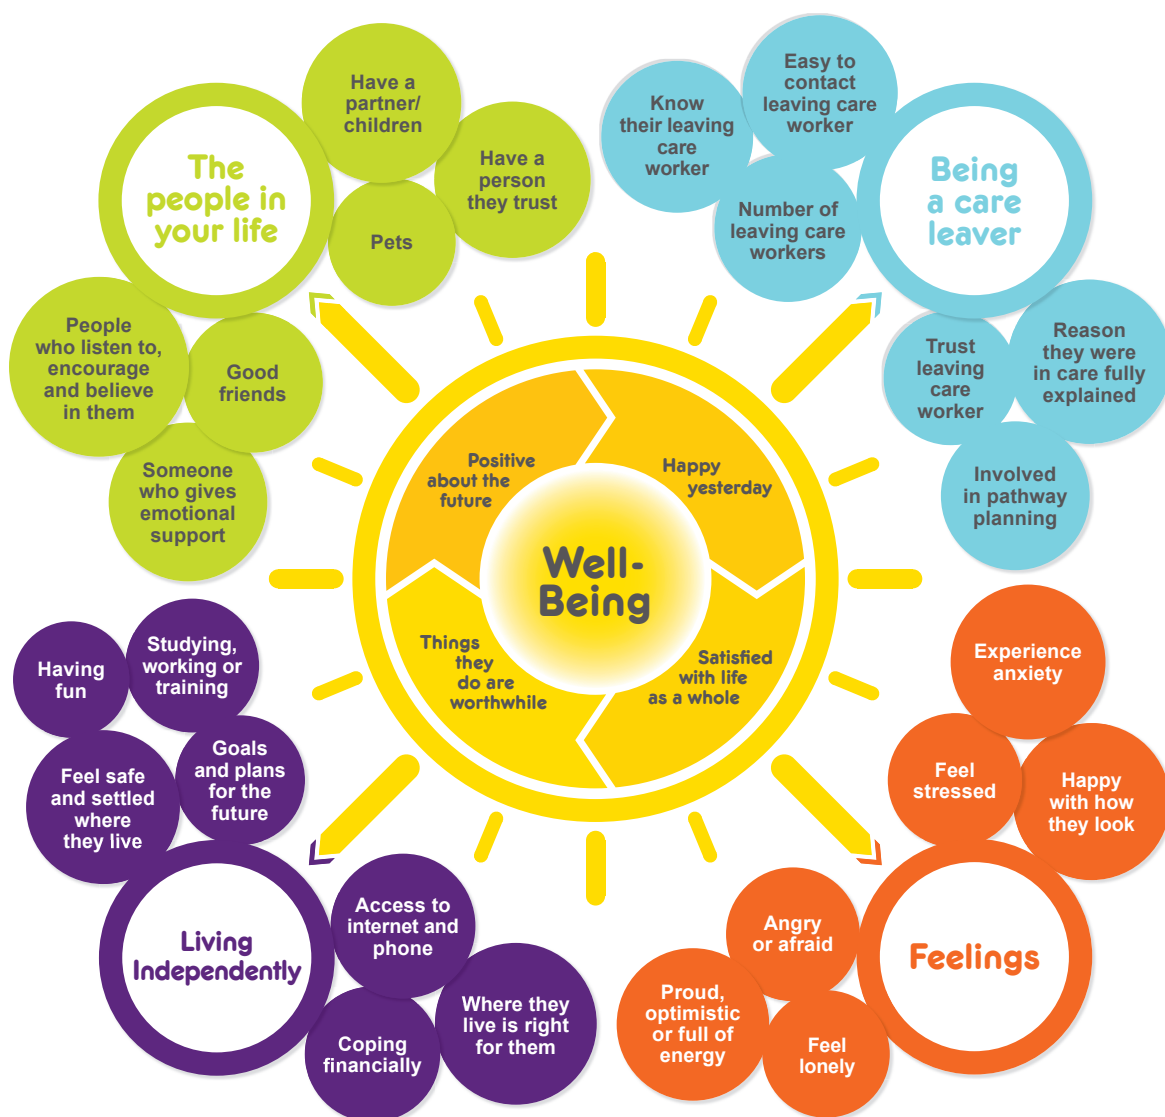 The
people in
your life
Have a
partner/
children
Have a
person
they trust
Pets
People
who listen to,
encourage
and believe
in them
Good
friends
Someone
who gives
emotional
support
Being
a care
leaver
Know
their leaving
care
worker
Easy to
contact
leaving care
worker
Number of
leaving care
workers
Trust
leaving
care
worker
Reason
they were
in care fully
explained
Involved
in pathway
planning
Well-
Being
Positive
about the
future
Happy
yesterday
Things
they
do are
worthwhile
Satisfied
with life
as a whole
Living
Independently
Having
fun
Studying,
working or
training
Feel safe
and settled
where
they live
Goals
and plans
for the
future
Access to
internet and
phone
Coping
financially
Where they
live is right
for them
Feelings
Experience
anxiety
Feel
stressed
Happy
with how
they look
Angry
or afraid
Proud,
optimistic
or full of
energy
Feel
lonely